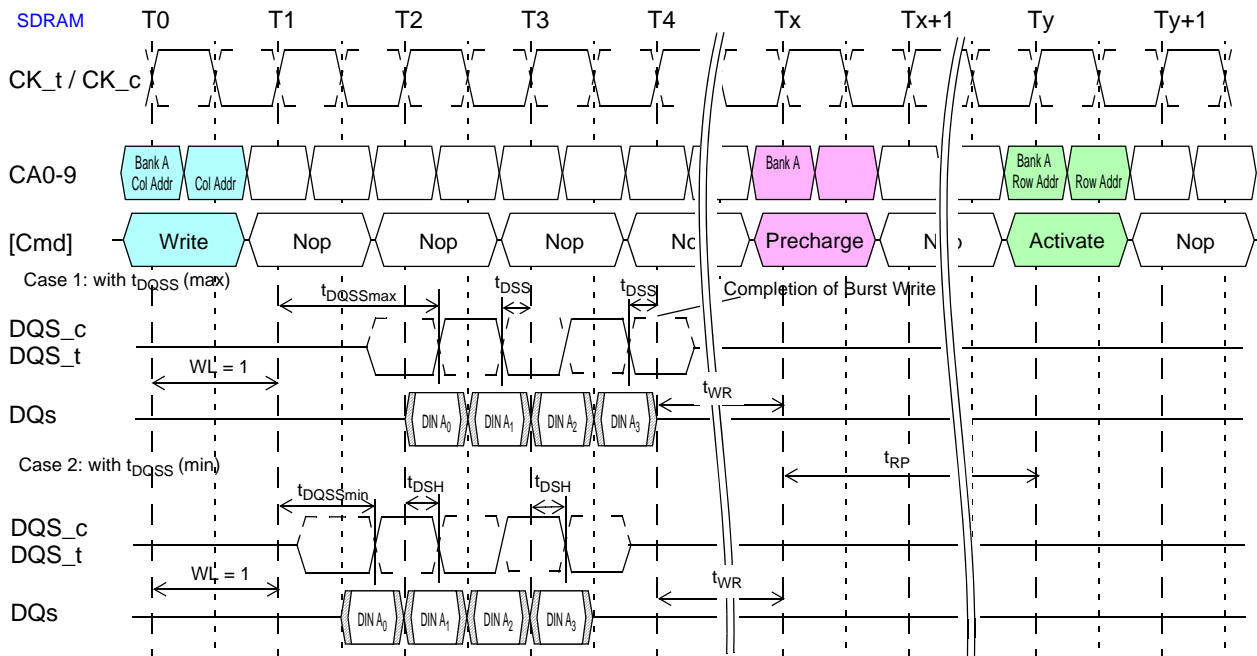 SDRAM T0 T1 T2 T3 T4 Tx Tx+1 Ty Ty+1
CK_t / CK_c
CA0-9
Bank A
Col Addr
Col Addr
Bank A
Bank A
Row Addr
Row Addr
[Cmd] Write Nop Nop Nop Precharge Activate Nop
Case 1: with tDQSS (max)
tDQSSmax tDSS tDSS Completion of Burst Write
DQS_c
DQS_t
WL = 1
tWR
DQs DIN A0 DIN A1 DIN A2 DIN A3
Case 2: with tDQSS (min)
tRP
tDQSSmin tDSH tDSH
DQS_c
DQS_t
WL = 1
tWR
DQs DIN A0 DIN A1 DIN A2 DIN A3